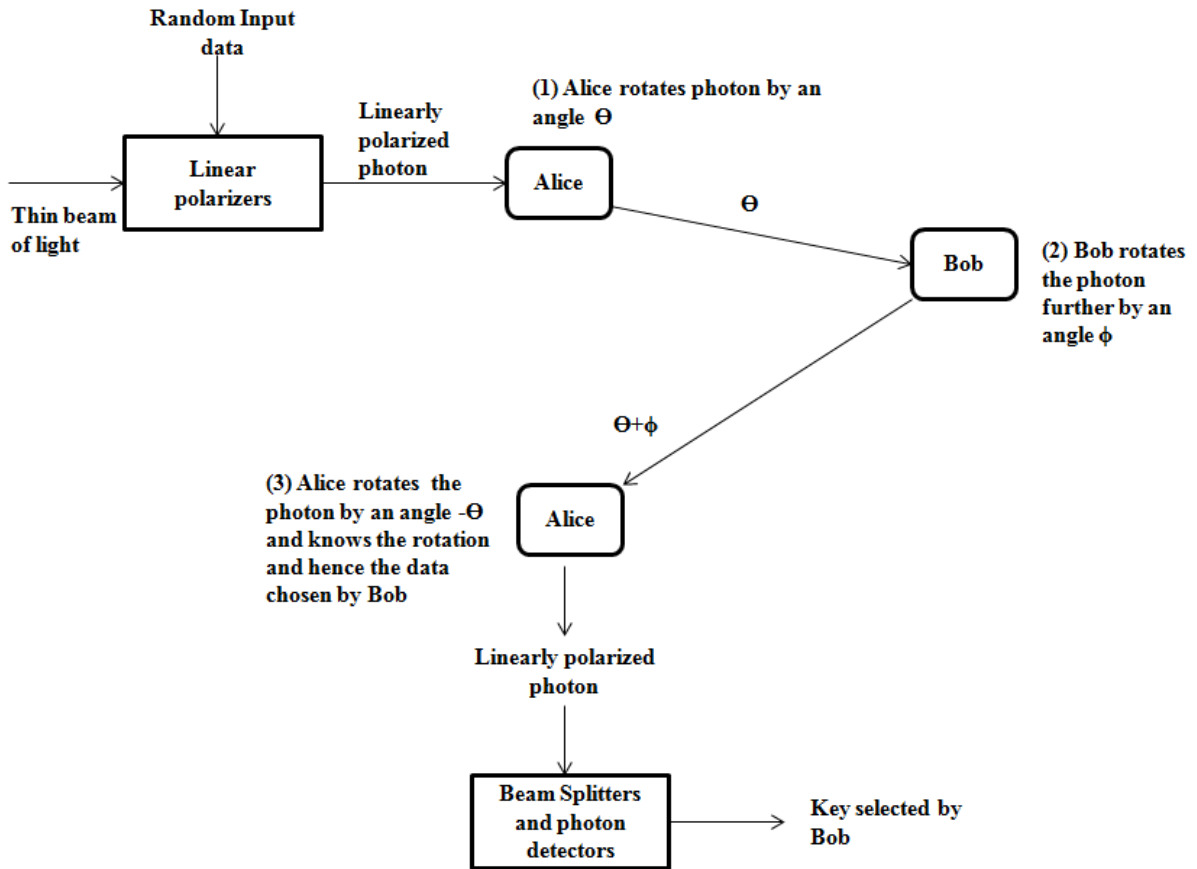 Random Input
data
(1) Alice rotates photon by an
angle Ɵ
Linearly
polarized
photon
Linear
polarizers
Alice
Thin beam
of light
Ɵ
Bob
(2) Bob rotates
the photon
further by an
angle ϕ
Ɵ+ϕ
(3) Alice rotates the
photon by an angle -Ɵ
and knows the rotation
and hence the data
chosen by Bob
Alice
Linearly polarized
photon
Beam Splitters
and photon
detectors
Key selected by
Bob